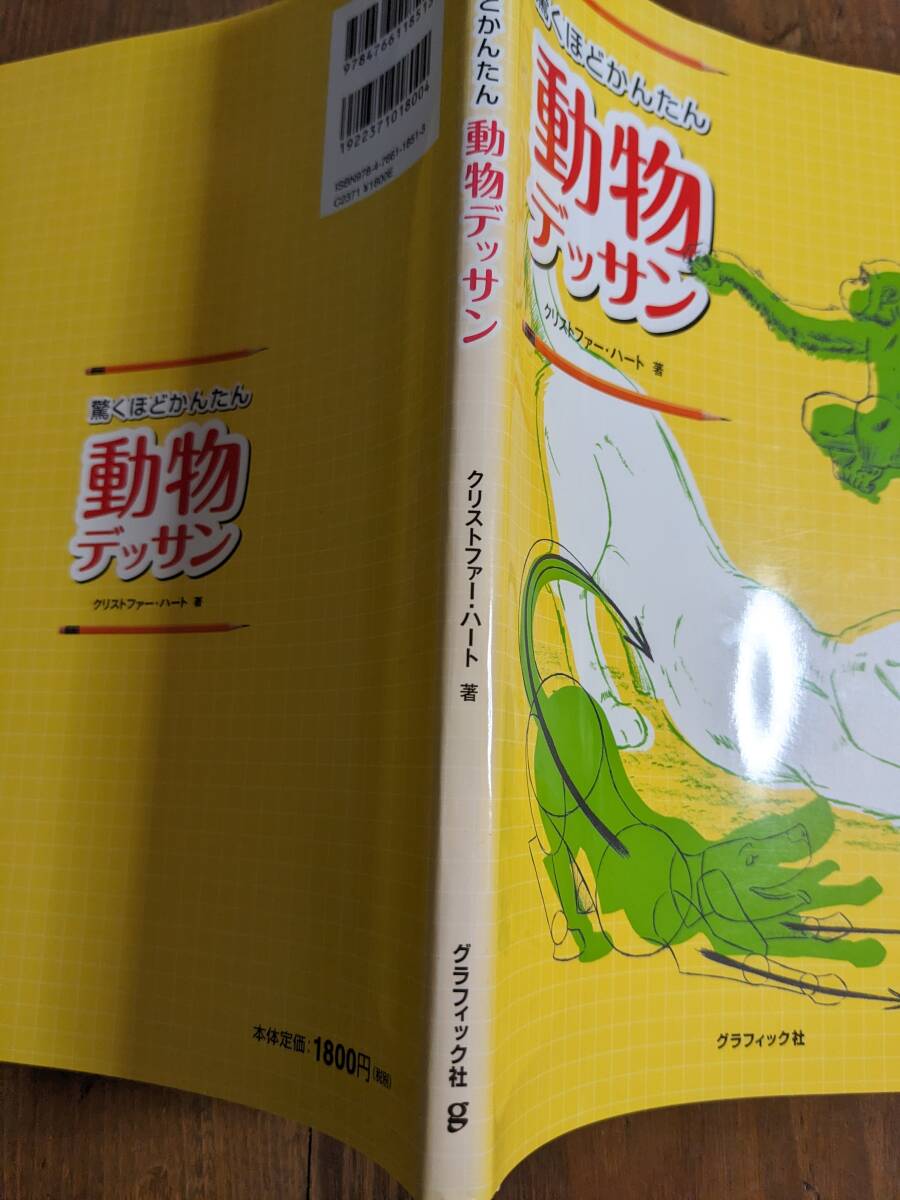 9784766118513
1922371018004
ISBN978-4-7661-1851-3
C2371 ¥1800E
驚くほどかんたん
動物
デッサン
クリストファー・ハート 著
本体定価:1800円(税別)
どかんたん 動物デッサン
クリストファー・ハート 著
グラフィック社
g
驚くほどかんたん
動物
デッサン
クリストファー・ハート 著
グラフィック社